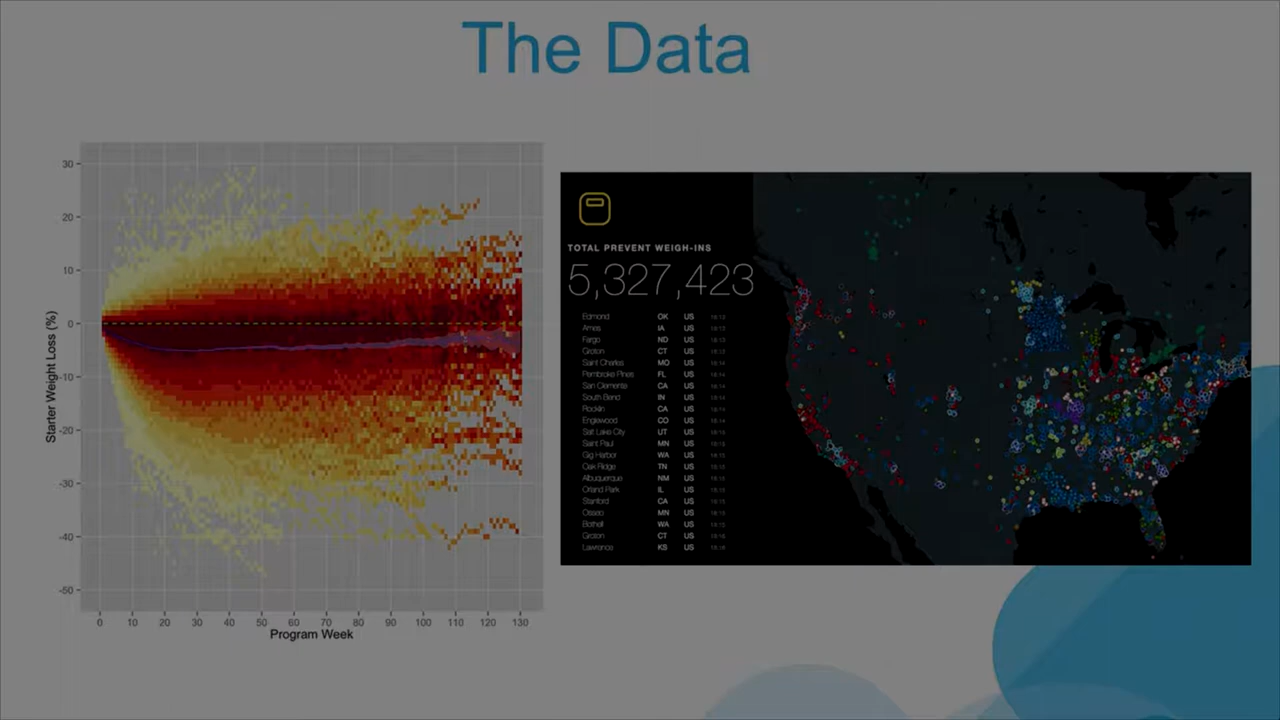 The Data
30
20
10
0
-10
-20
-30
-40
-50
Starter Weight Loss (%)
0 10 20 30 40 50 60 70 80 90 100 110 120 130
Program Week
TOTAL PREVENT WEIGH-INS
5,327,423
Edmond OK US
Ames IA US
Fargo ND US
Groton CT US
Saint Charles MO US
Pembroke Pines FL US
San Clemente CA US
South Bend IN US
Rocklin CA US
Englewood CO US
Salt Lake City UT US
Saint Paul MN US
Gig Harbor WA US
Oak Ridge TN US
Albuquerque NM US
Orland Park IL US
Stanford CA US
Osseo MN US
Bothell WA US
Groton CT US
Lawrence KS US